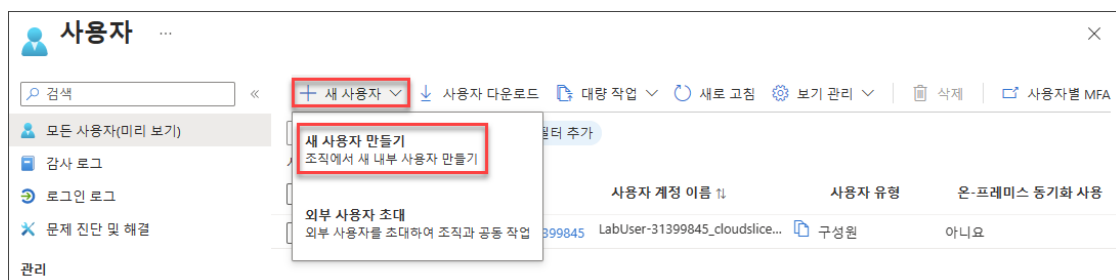 사용자 ...
검색
«
+ 새 사용자
사용자 다운로드
대량 작업
새로 고침
보기 관리
삭제
사용자별 MFA
모든 사용자(미리 보기)
감사 로그
로그인 로그
문제 진단 및 해결
관리
새 사용자 만들기
조직에서 새 내부 사용자 만들기
외부 사용자 초대
외부 사용자를 초대하여 조직과 공동 작업
추가
사용자 계정 이름
사용자 유형
온-프레미스 동기화 사용
399845
LabUser-31399845_cloudslice...
구성원
아니요